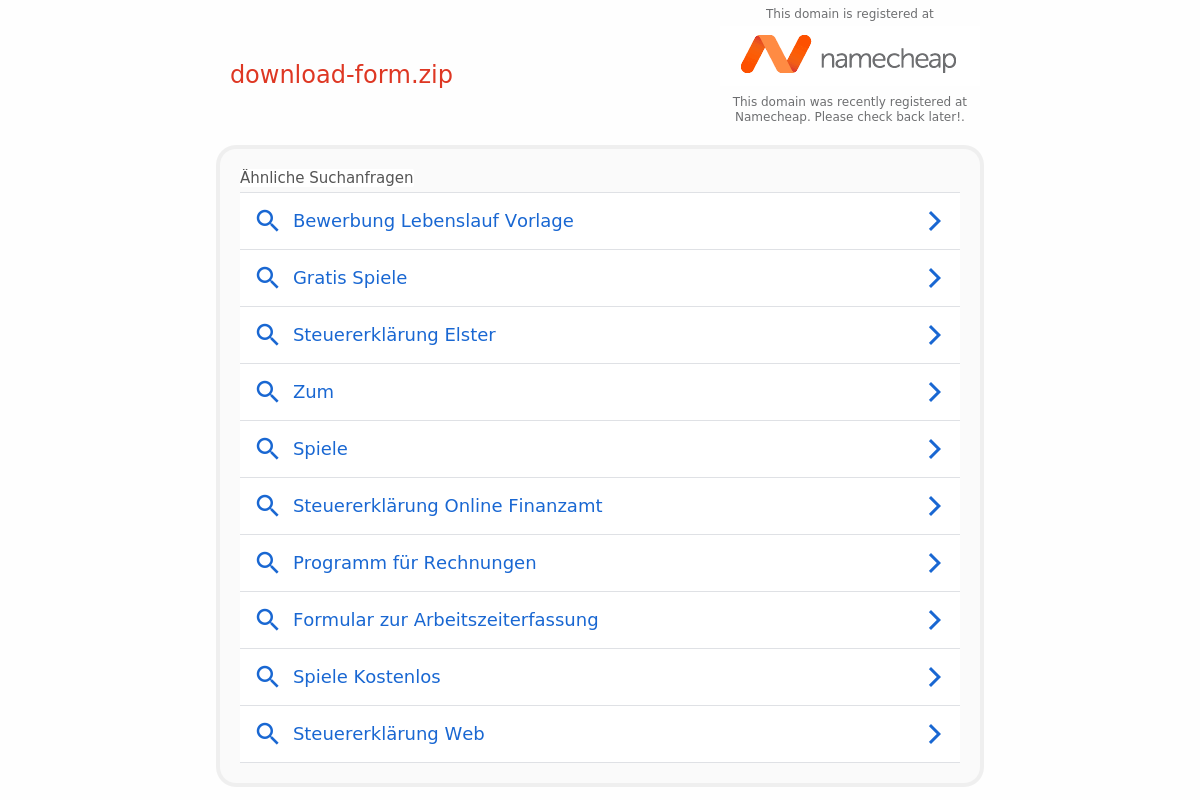 This domain is registered at
namecheap
download-form.zip
This domain was recently registered at
Namecheap. Please check back later!.
Ähnliche Suchanfragen
Bewerbung Lebenslauf Vorlage
Gratis Spiele
Steuererklärung Elster
Zum
Spiele
Steuererklärung Online Finanzamt
Programm für Rechnungen
Formular zur Arbeitszeiterfassung
Spiele Kostenlos
Steuererklärung Web